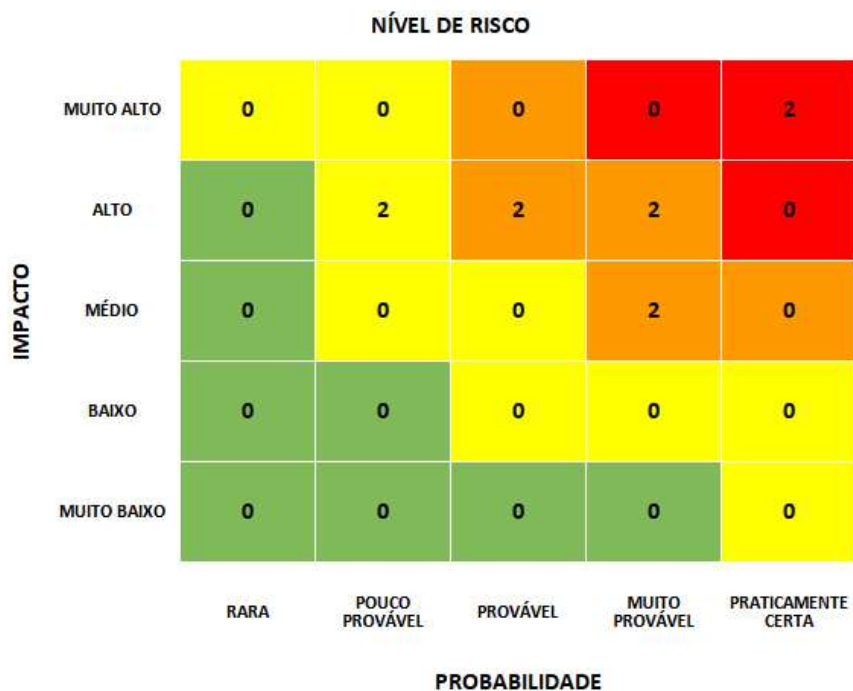 NÍVEL DE RISCO
MUITO ALTO 0 0 0 0 2
ALTO 0 2 2 2 0
IMPACTO
MÉDIO 0 0 0 2 0
BAIXO 0 0 0 0 0
MUITO BAIXO 0 0 0 0 0
RARA POUCO PROVÁVEL PROVÁVEL MUITO PROVÁVEL PRATICAMENTE CERTA
PROBABILIDADE